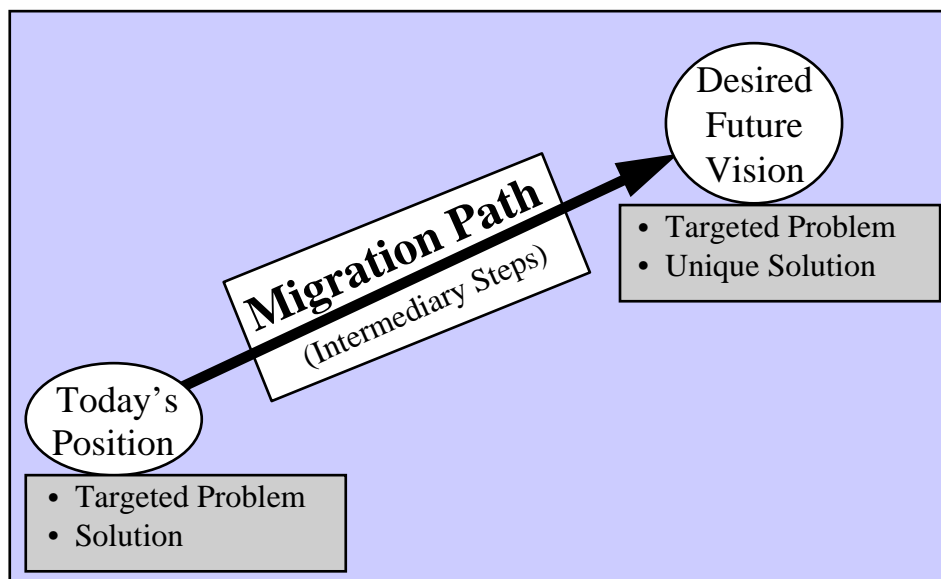 Desired
Future
Vision
• Targeted Problem
• Unique Solution
Migration Path
(Intermediary Steps)
Today’s
Position
• Targeted Problem
• Solution